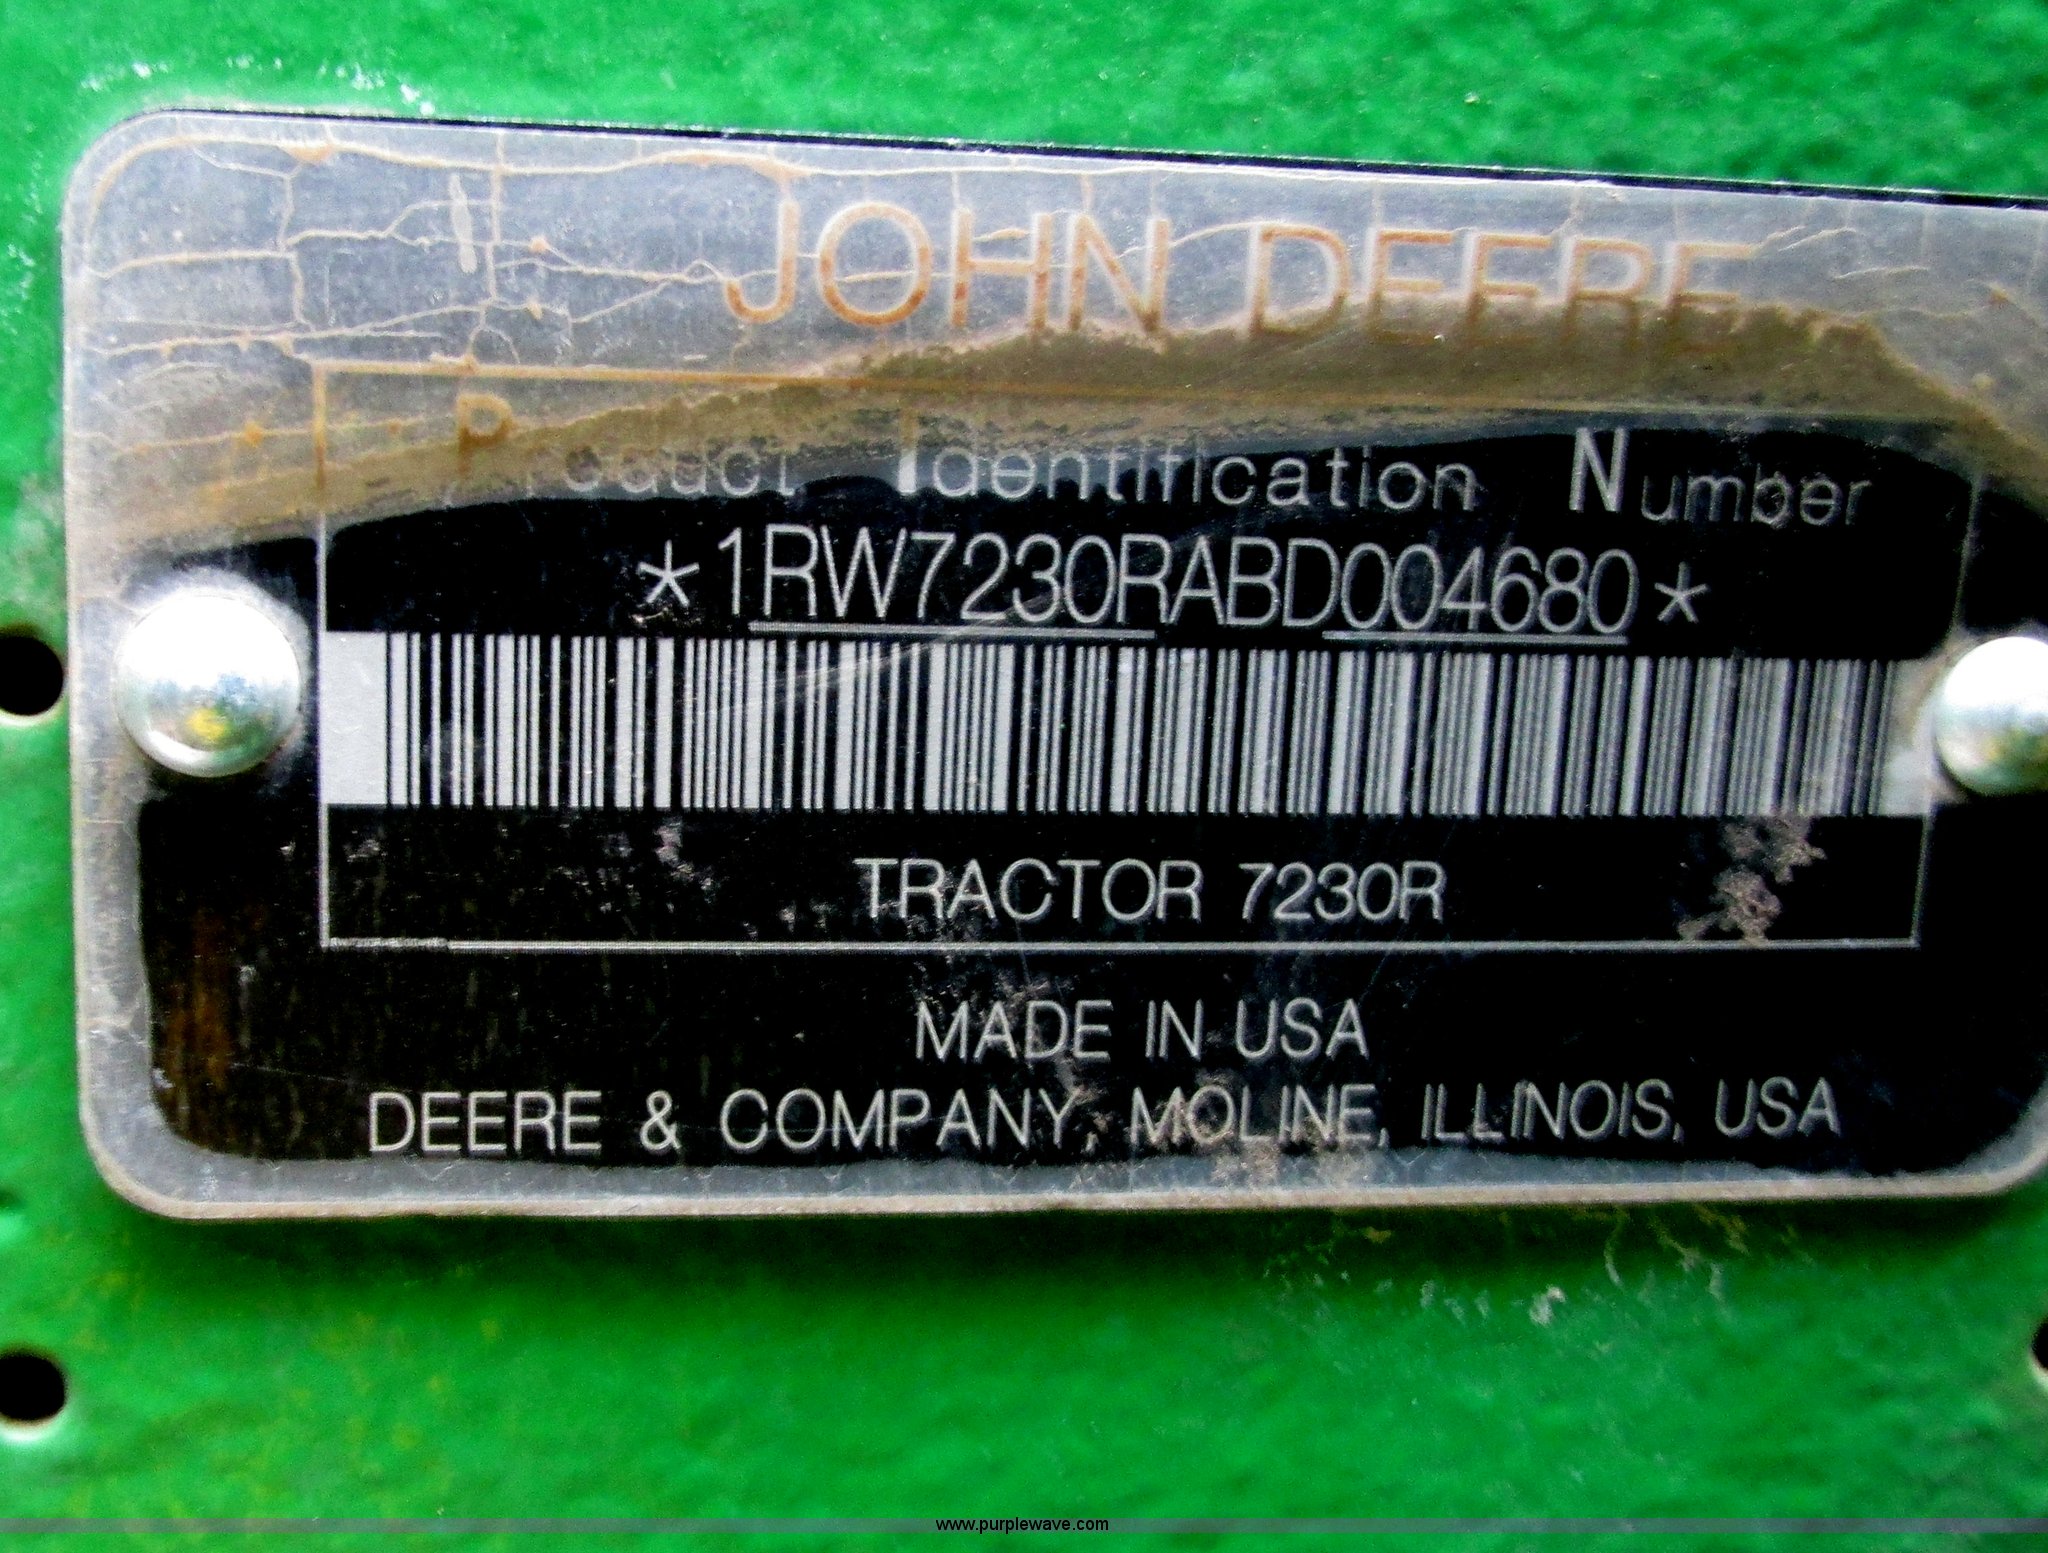 JOHN DEERE
Product Identification Number
*1RW7230RABD004680*
TRACTOR 7230R
MADE IN USA
DEERE & COMPANY, MOLINE, ILLINOIS, USA
www.purplewave.com